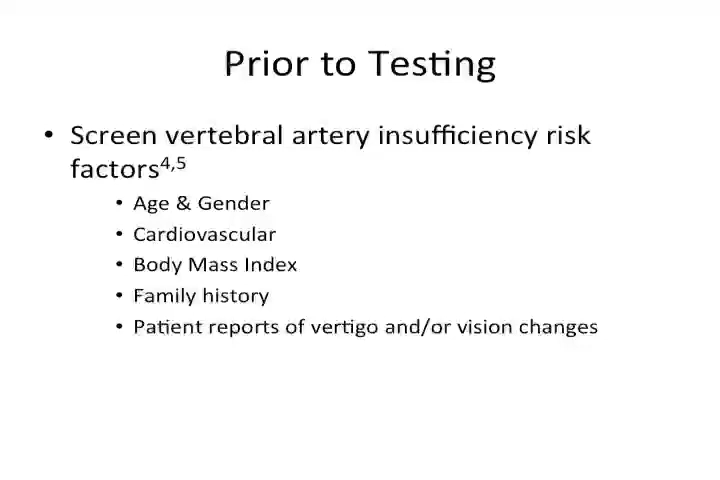 Prior to Testing
• Screen vertebral artery insufficiency risk
factors4,5
• Age & Gender
• Cardiovascular
• Body Mass Index
• Family history
• Patient reports of vertigo and/or vision changes